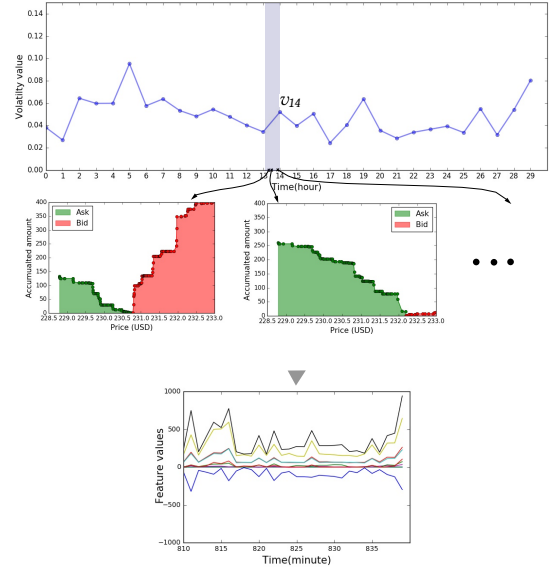 0.14
0.12
0.10
0.08
0.06
0.04
0.02
0.00
Volatility value
v14
0 1 2 3 4 5 6 7 8 9 10 11 12 13 14 15 16 17 18 19 20 21 22 23 24 25 26 27 28 29
Time(hour)
400
350
300
250
200
150
100
50
0
Accumualted amount
Ask
Bid
228.5 229.0 229.5 230.0 230.5 231.0 231.5 232.0 232.5 233.0
Price (USD)
400
350
300
250
200
150
100
50
0
Accumualted amount
Ask
Bid
228.5 229.0 229.5 230.0 230.5 231.0 231.5 232.0 232.5 233.0
Price (USD)
1000
500
0
−500
−1000
Feature values
810 815 820 825 830 835
Time(minute)